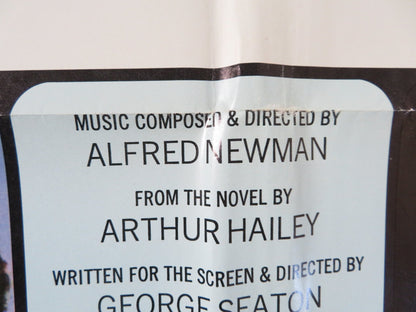 MUSIC COMPOSED & DIRECTED BY
ALFRED NEWMAN
FROM THE NOVEL BY
ARTHUR HAILEY
WRITTEN FOR THE SCREEN & DIRECTED BY
GEORGE SEATON